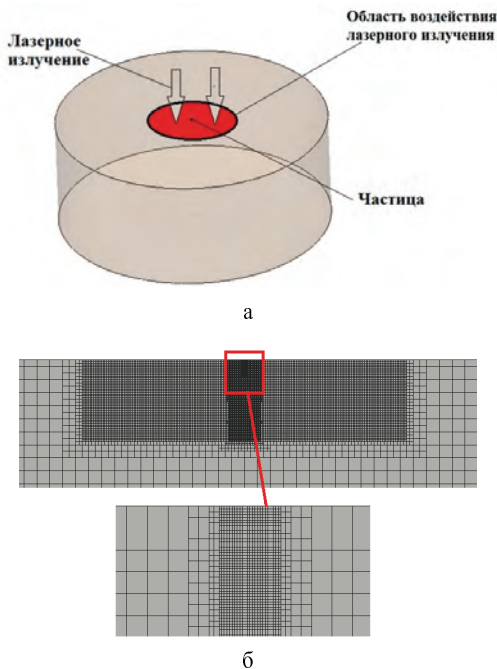 Лазерное
излучение
Область воздействия
лазерного излучения
Частица
а
б